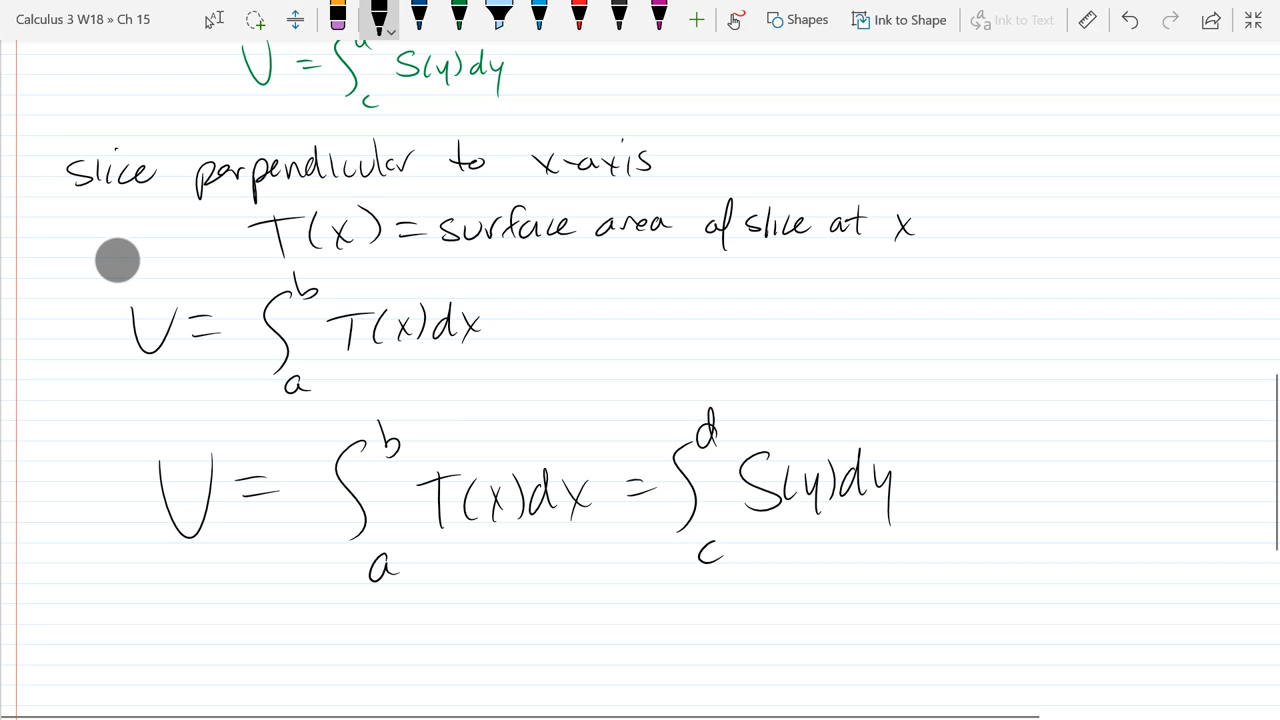 Calculus 3 W18 » Ch 15
Shapes Ink to Shape Ink to Text
V = ∫_c^d S(y)dy
slice perpendicular to x-axis
T(x) = surface area of slice at x
V = ∫_a^b T(x)dx
V = ∫_a^b T(x)dx = ∫_c^d S(y)dy